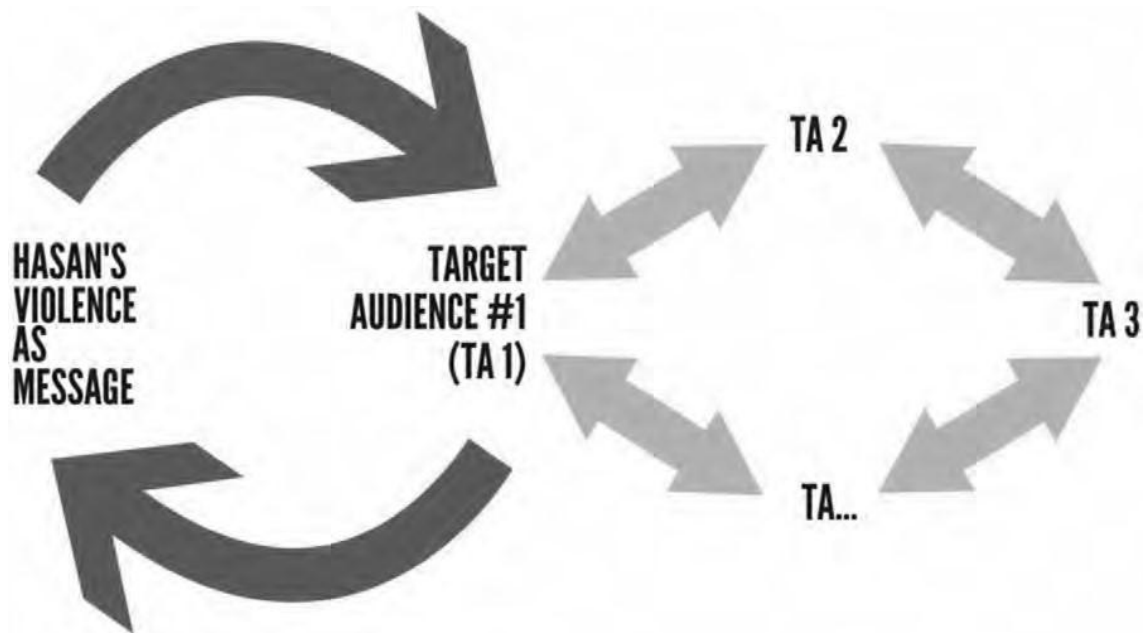 HASAN'S
VIOLENCE
AS
MESSAGE
TARGET
AUDIENCE #1
(TA 1)
TA 2
TA 3
TA...